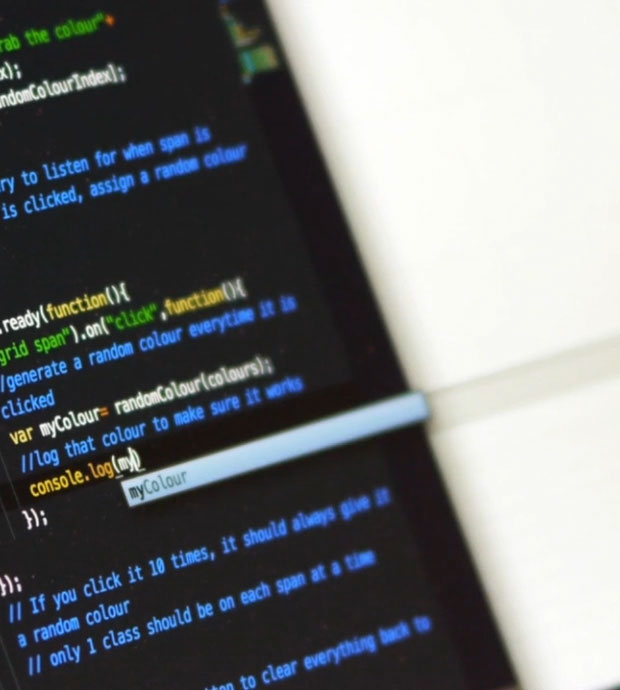 rab the colour"+
x);
ndomColourIndex];
ry to listen for when span is
is clicked, assign a random colour
.ready(function(){
grid span").on("click",function(){
/generate a random colour everytime it is
clicked
var myColour= randomColour(colours);
//log that colour to make sure it works
console.log(my)
myColour
});
});
// If you click it 10 times, it should always give it
a random colour
// only 1 class should be on each span at a time
ton to clear everything back to